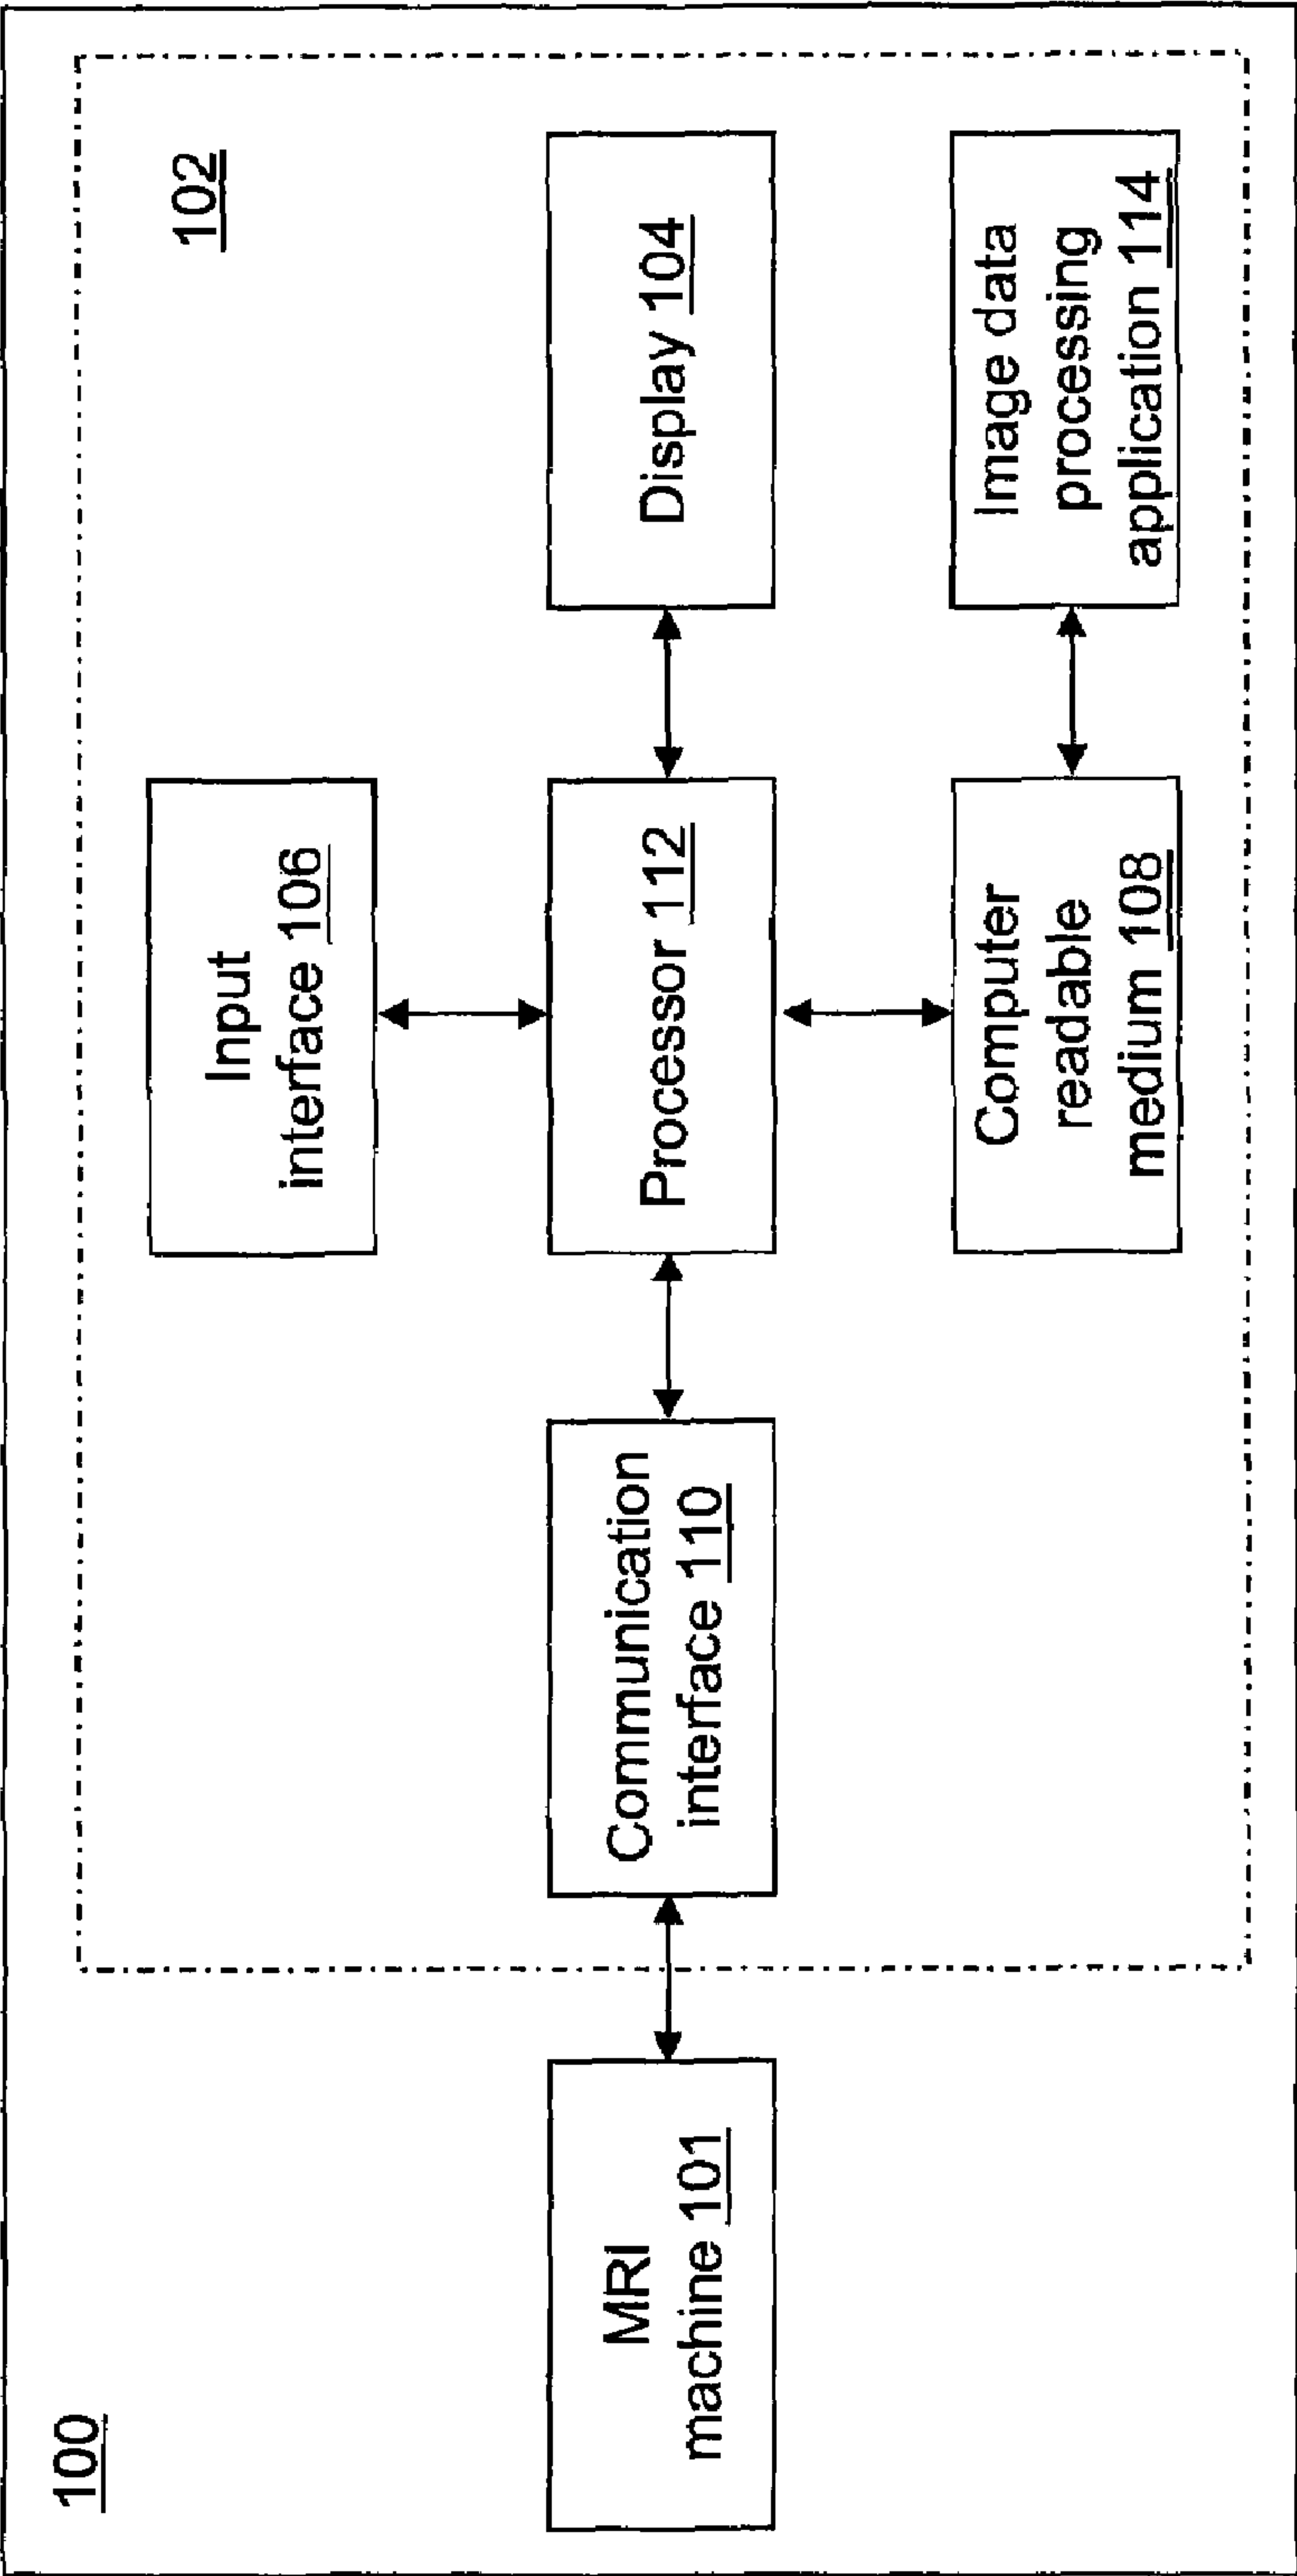 100
102
Input
interface 106
MRI
machine 101
Communication
interface 110
Processor 112
Display 104
Computer
readable
medium 108
Image data
processing
application 114